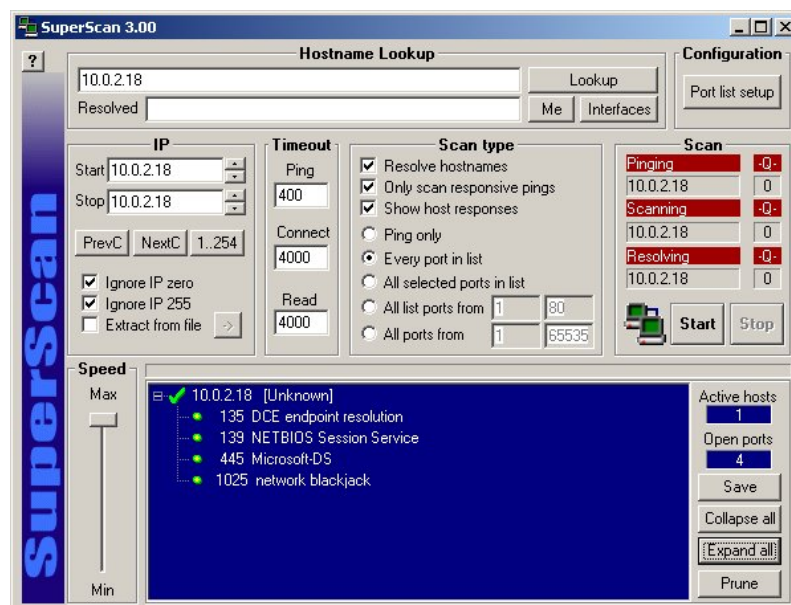 SuperScan 3.00
?
SuperScan
Hostname Lookup
10.0.2.18
Lookup
Resolved
Me
Interfaces
Configuration
Port list setup
IP
Start 10.0.2.18
Stop 10.0.2.18
PrevC NextC 1..254
Ignore IP zero
Ignore IP 255
Extract from file ->
Timeout
Ping
400
Connect
4000
Read
4000
Scan type
Resolve hostnames
Only scan responsive pings
Show host responses
Ping only
Every port in list
All selected ports in list
All list ports from 1 80
All ports from 1 65535
Scan
Pinging -Q-
10.0.2.18 0
Scanning -Q-
10.0.2.18 0
Resolving -Q-
10.0.2.18 0
Start Stop
Speed
Max
Min
10.0.2.18 [Unknown]
135 DCE endpoint resolution
139 NETBIOS Session Service
445 Microsoft-DS
1025 network blackjack
Active hosts
1
Open ports
4
Save
Collapse all
Expand all
Prune